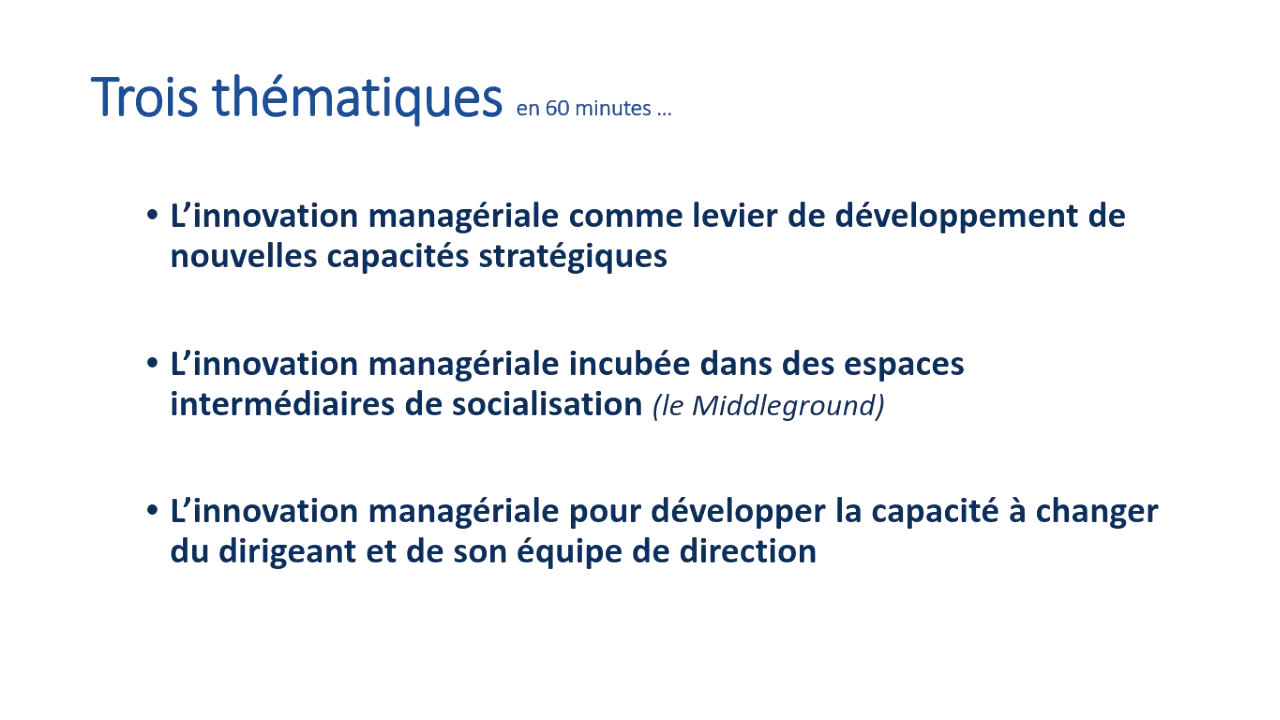 Trois thématiques en 60 minutes ...
• L’innovation managériale comme levier de développement de
nouvelles capacités stratégiques
• L’innovation managériale incubée dans des espaces
intermédiaires de socialisation (le Middleground)
• L’innovation managériale pour développer la capacité à changer
du dirigeant et de son équipe de direction